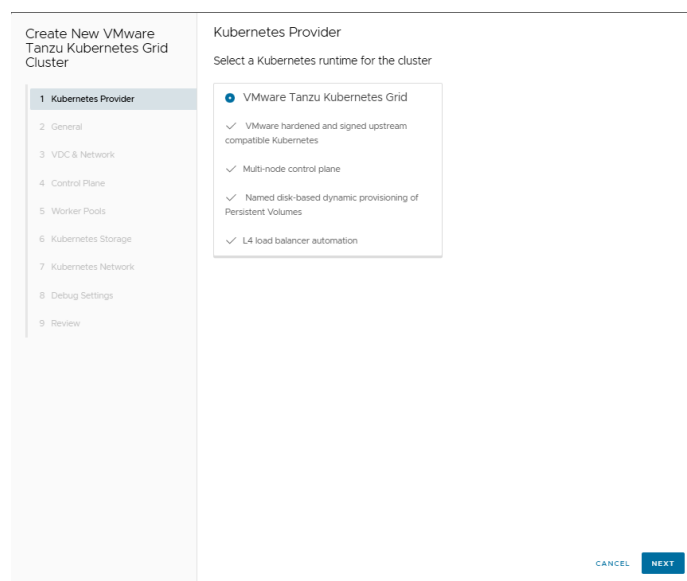 Create New VMware
Tanzu Kubernetes Grid
Cluster
1 Kubernetes Provider
2 General
3 VDC & Network
4 Control Plane
5 Worker Pools
6 Kubernetes Storage
7 Kubernetes Network
8 Debug Settings
9 Review
Kubernetes Provider
Select a Kubernetes runtime for the cluster
VMware Tanzu Kubernetes Grid
VMware hardened and signed upstream
compatible Kubernetes
Multi-node control plane
Named disk-based dynamic provisioning of
Persistent Volumes
L4 load balancer automation
CANCEL
NEXT